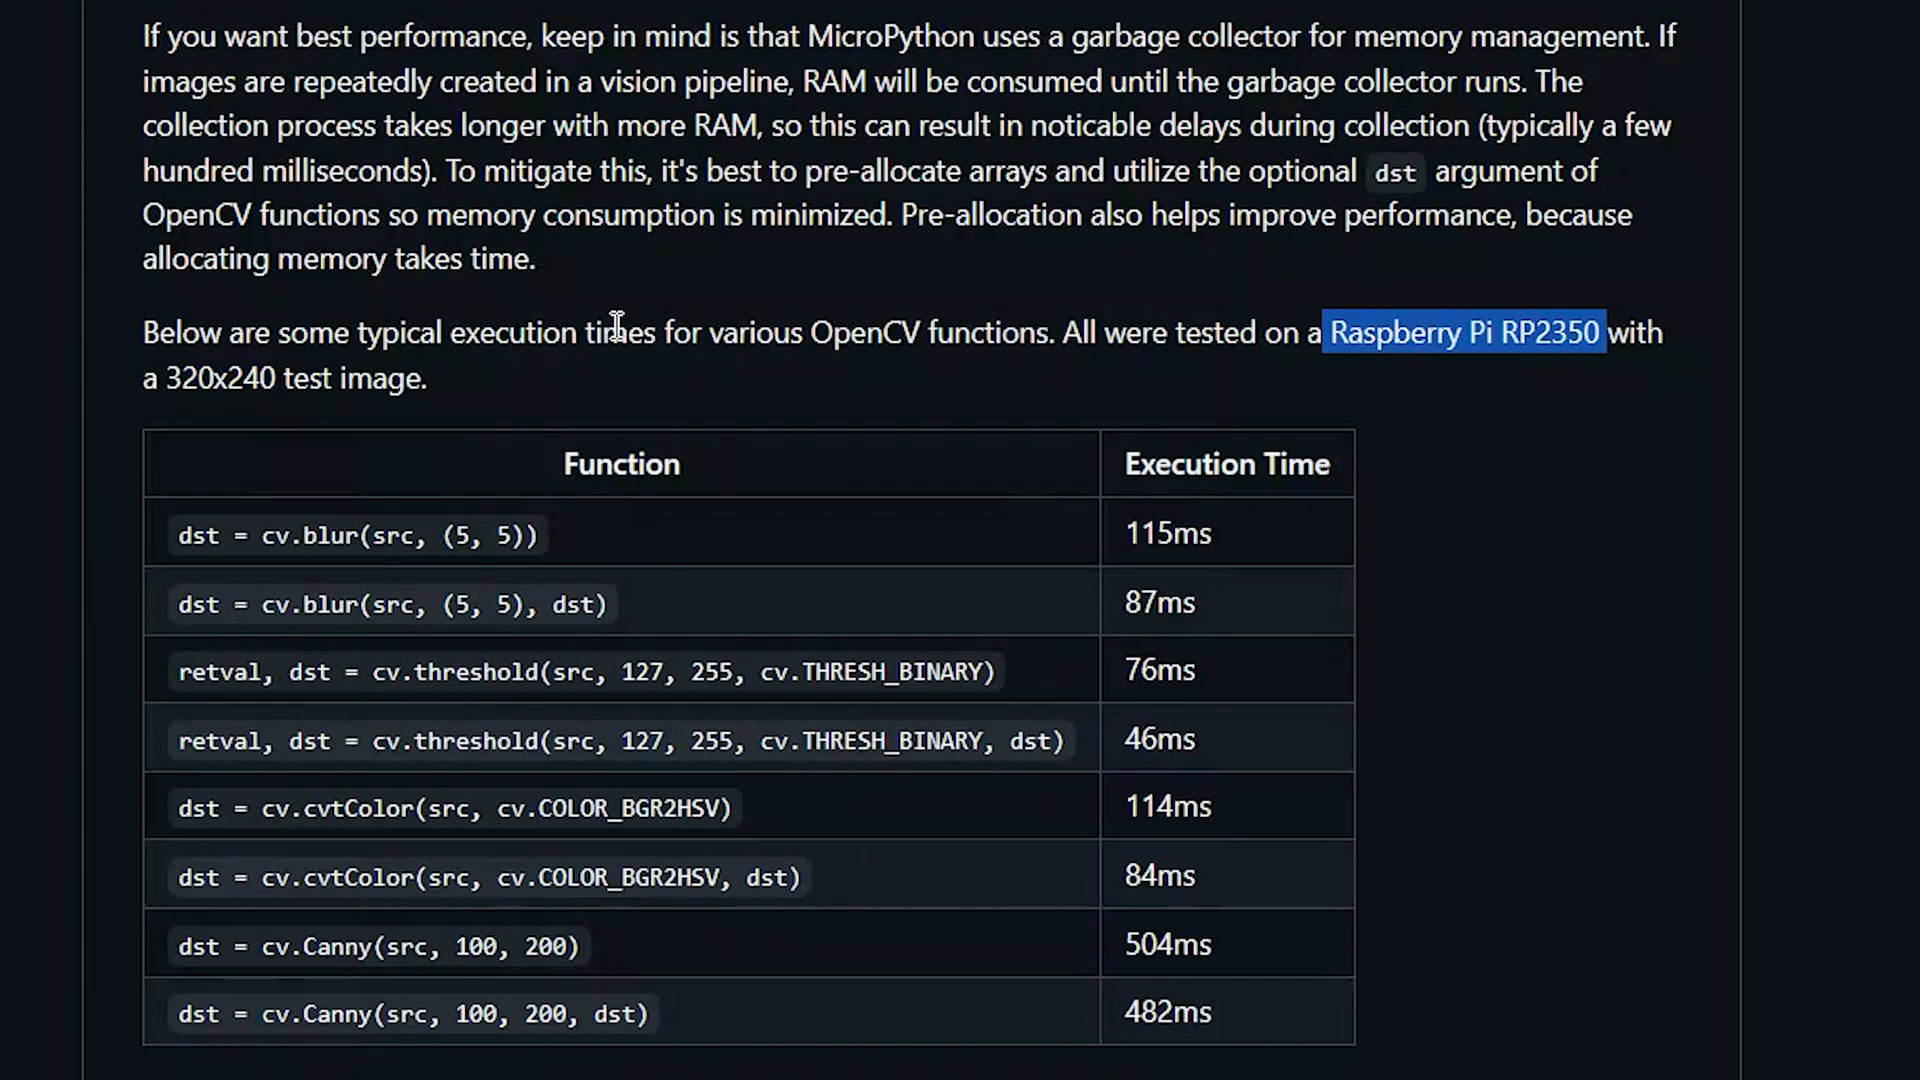 If you want best performance, keep in mind is that MicroPython uses a garbage collector for memory management. If
images are repeatedly created in a vision pipeline, RAM will be consumed until the garbage collector runs. The
collection process takes longer with more RAM, so this can result in noticable delays during collection (typically a few
hundred milliseconds). To mitigate this, it's best to pre-allocate arrays and utilize the optional dst argument of
OpenCV functions so memory consumption is minimized. Pre-allocation also helps improve performance, because
allocating memory takes time.
Below are some typical execution times for various OpenCV functions. All were tested on a Raspberry Pi RP2350 with
a 320x240 test image.
Function Execution Time
dst = cv.blur(src, (5, 5)) 115ms
dst = cv.blur(src, (5, 5), dst) 87ms
retval, dst = cv.threshold(src, 127, 255, cv.THRESH_BINARY) 76ms
retval, dst = cv.threshold(src, 127, 255, cv.THRESH_BINARY, dst) 46ms
dst = cv.cvtColor(src, cv.COLOR_BGR2HSV) 114ms
dst = cv.cvtColor(src, cv.COLOR_BGR2HSV, dst) 84ms
dst = cv.Canny(src, 100, 200) 504ms
dst = cv.Canny(src, 100, 200, dst) 482ms